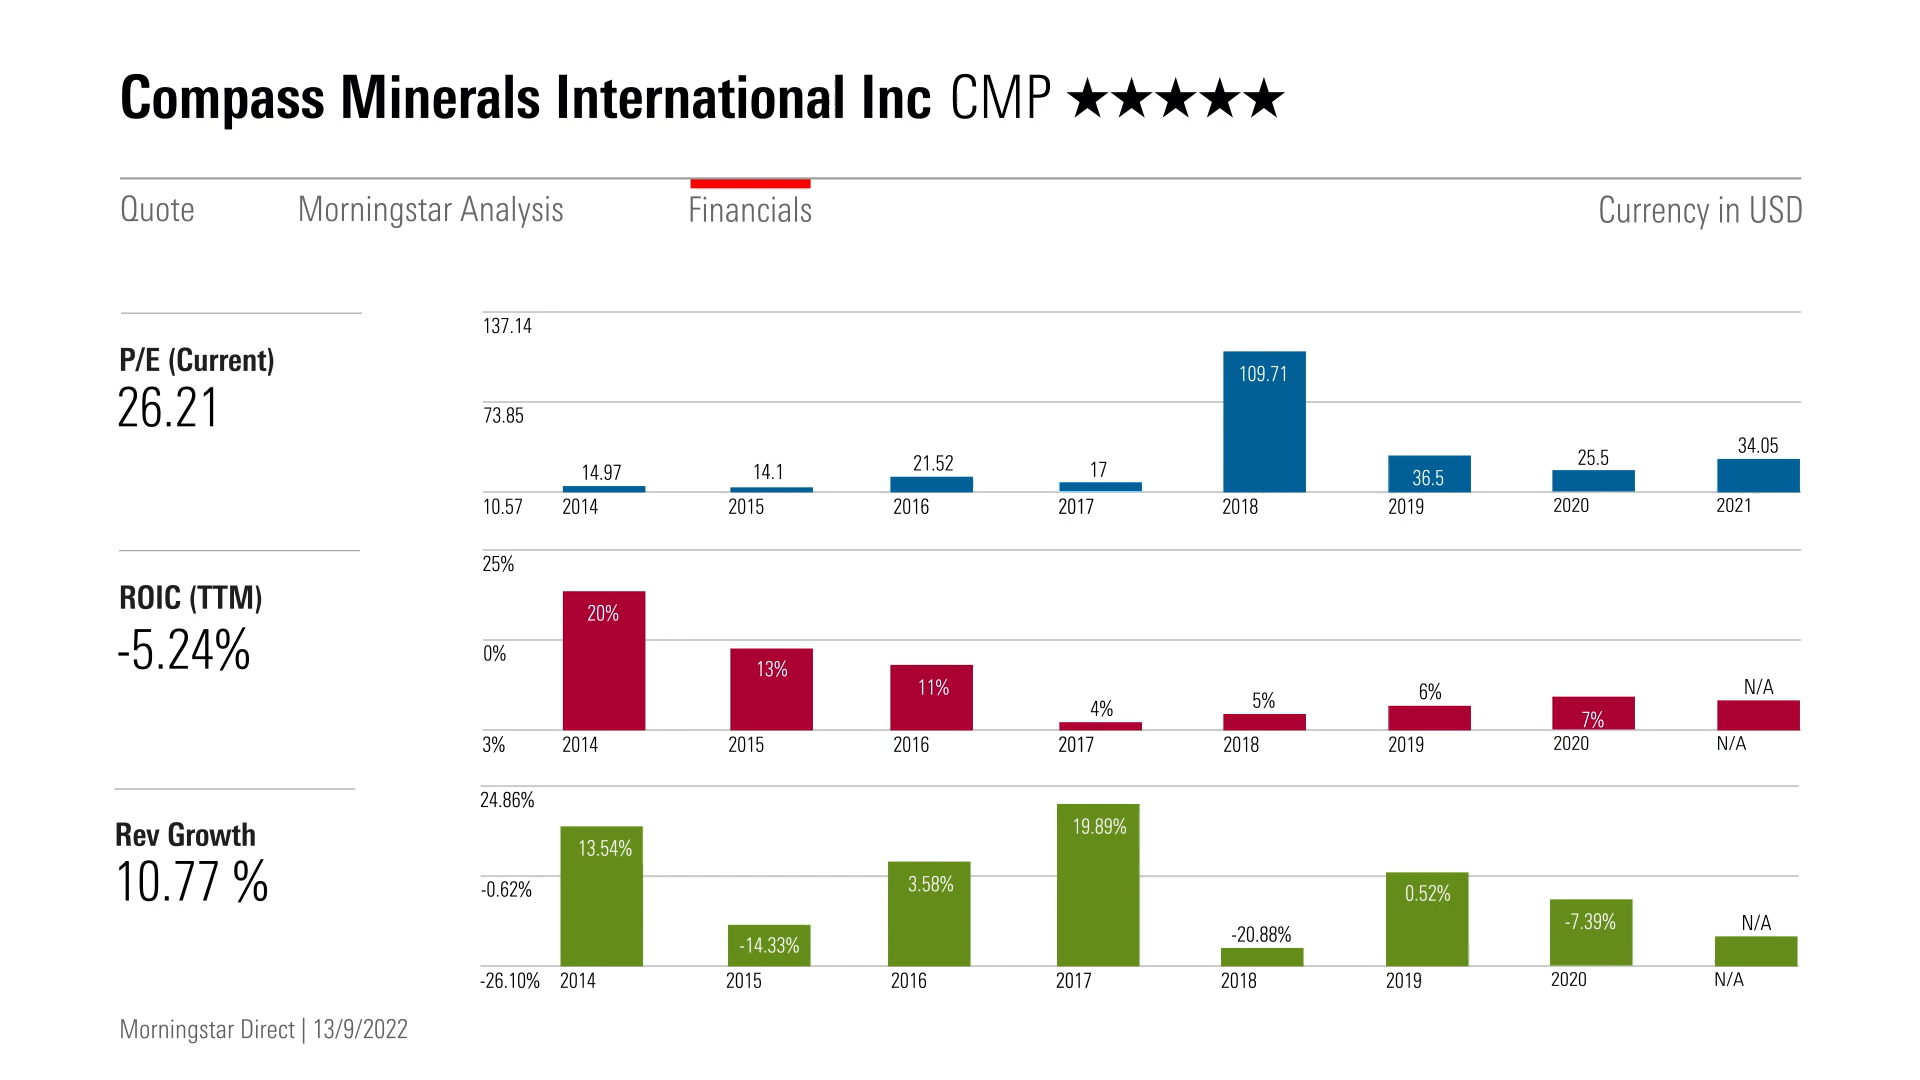 Compass Minerals International Inc CMP ★★★★★
Quote Morningstar Analysis Financials Currency in USD
P/E (Current)
26.21
137.14
73.85
10.57
14.97 14.1 21.52 17 109.71 36.5 25.5 34.05
2014 2015 2016 2017 2018 2019 2020 2021
ROIC (TTM)
-5.24%
25%
0%
3%
20% 13% 11% 4% 5% 6% 7% N/A
2014 2015 2016 2017 2018 2019 2020 N/A
Rev Growth
10.77 %
24.86%
-0.62%
-26.10%
13.54% -14.33% 3.58% 19.89% -20.88% 0.52% -7.39% N/A
2014 2015 2016 2017 2018 2019 2020 N/A
Morningstar Direct | 13/9/2022